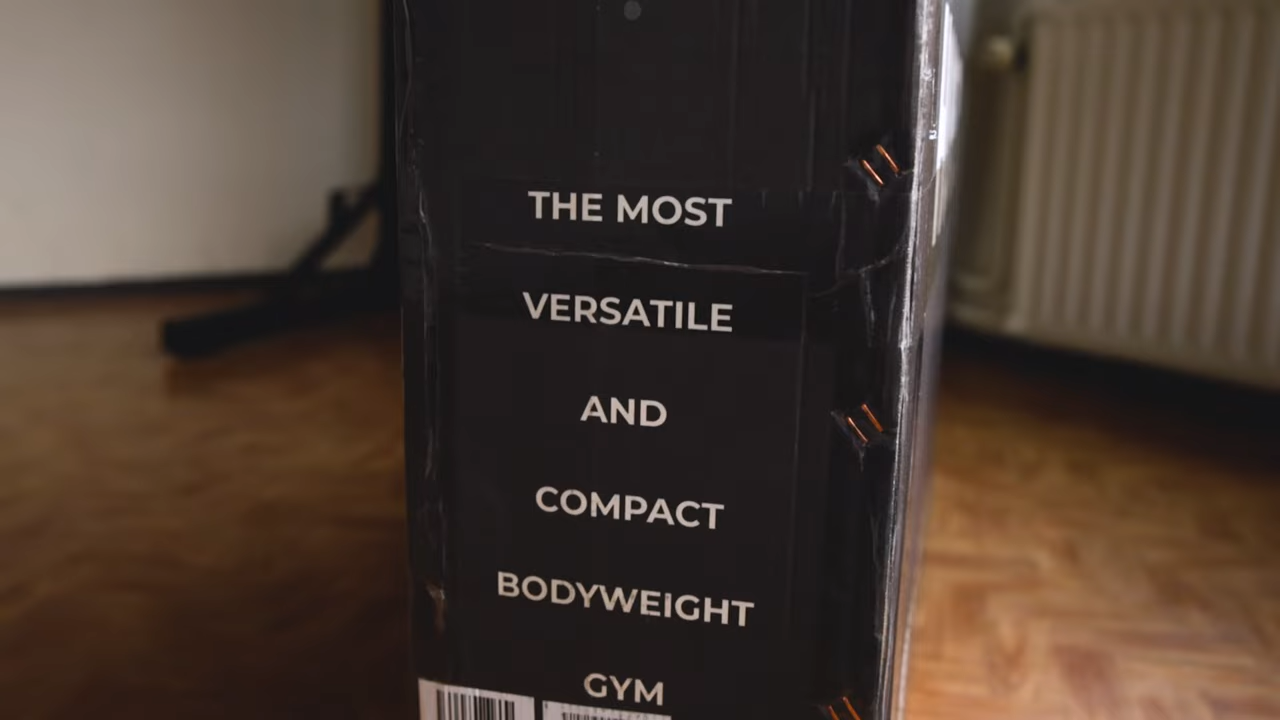 THE MOST
VERSATILE
AND
COMPACT
BODYWEIGHT
GYM